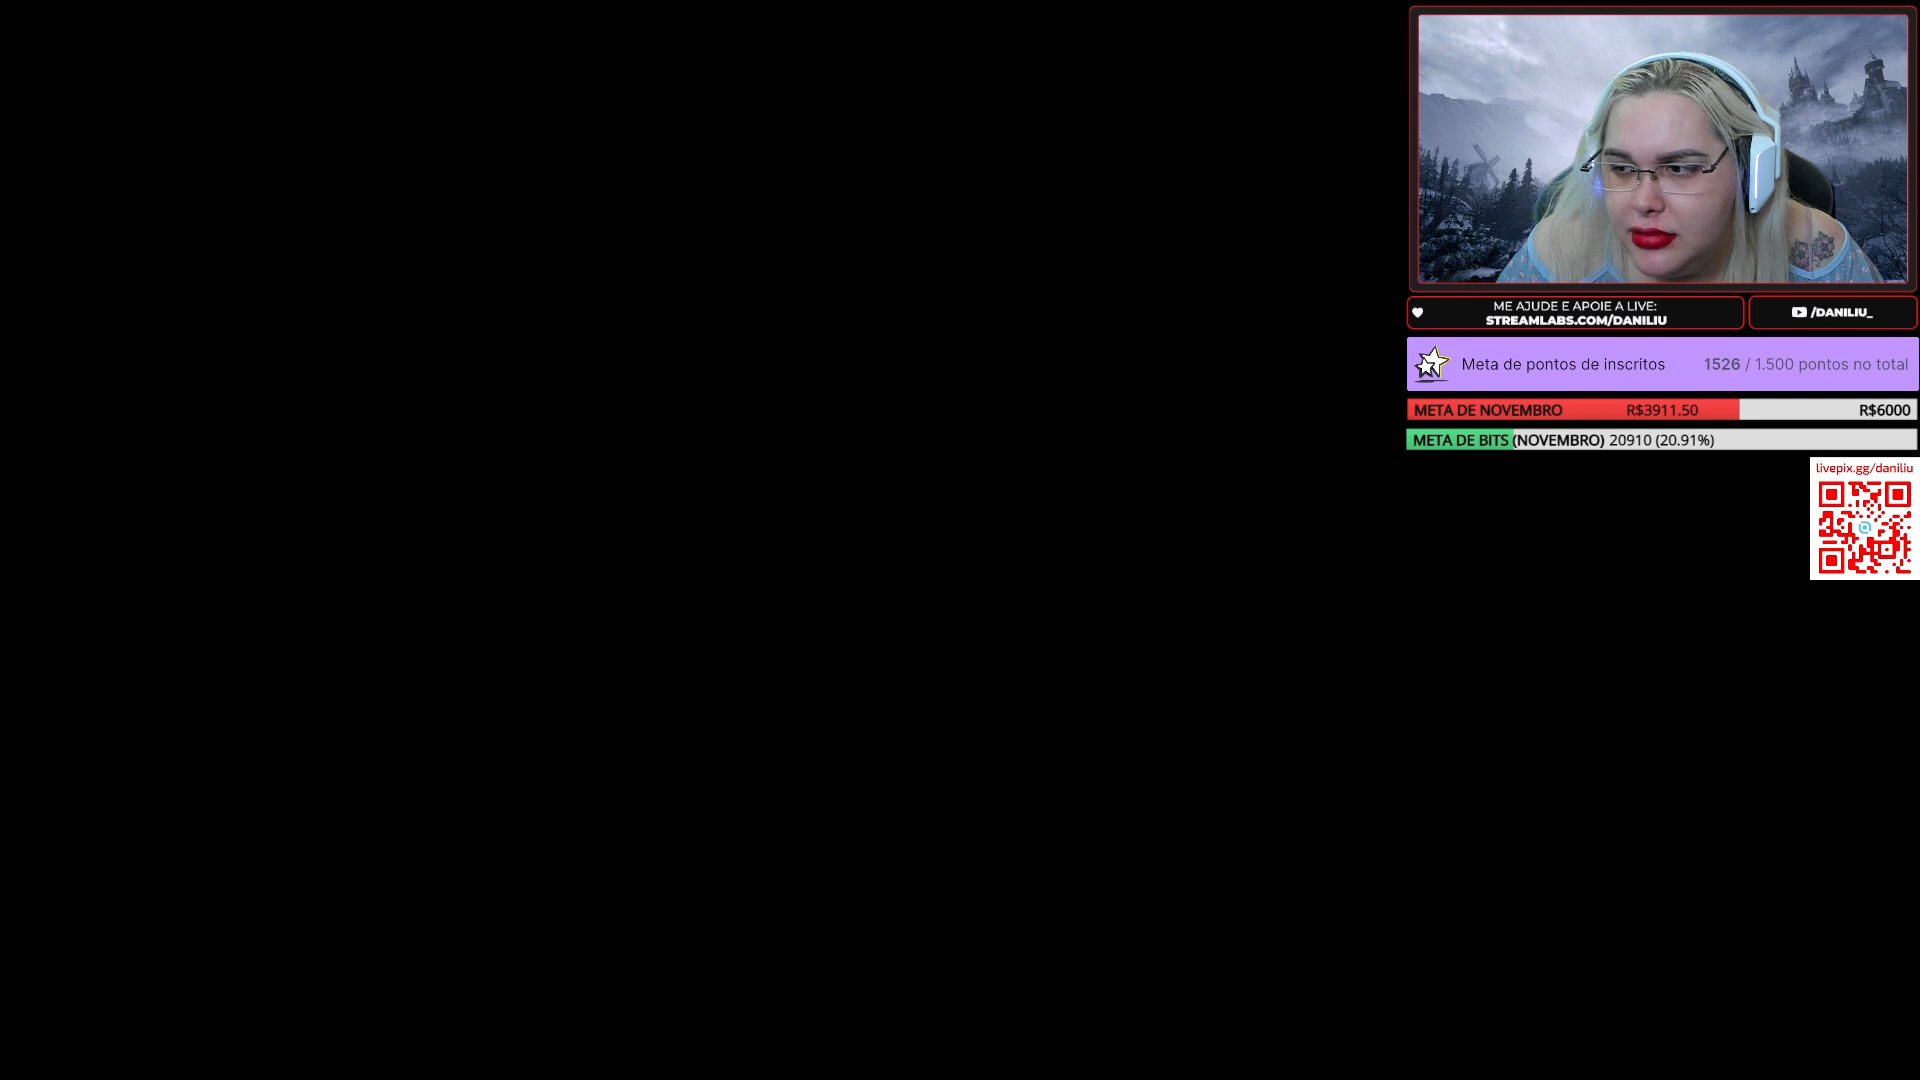 ME AJUDE E APOIE A LIVE:
STREAMLABS.COM/DANILIU
/DANILIU_
Meta de pontos de inscritos 1526 / 1.500 pontos no total
META DE NOVEMBRO R$3911.50 R$6000
META DE BITS (NOVEMBRO) 20910 (20.91%)
livepix.gg/daniliu